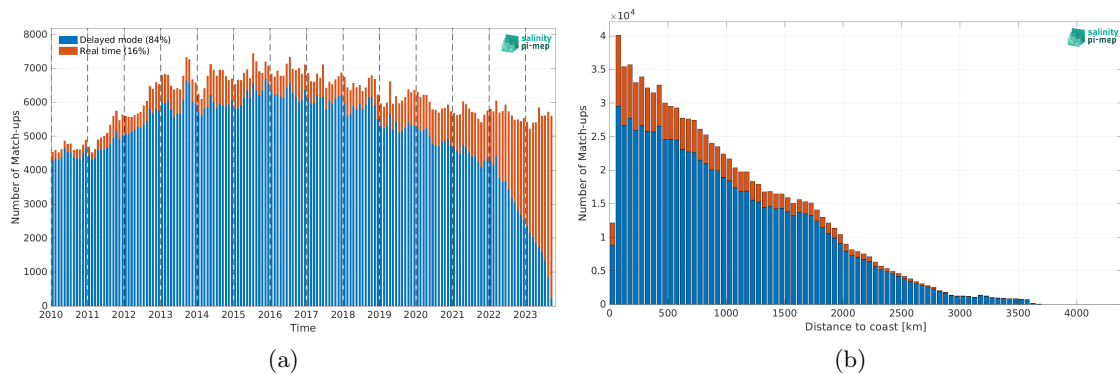 Delayed mode (84%)
Real time (16%)
salinity
pi-mep
8000
7000
6000
5000
4000
3000
2000
1000
0
Number of Match-ups
2010 2011 2012 2013 2014 2015 2016 2017 2018 2019 2020 2021 2022 2023
Time
(a)
×10⁴
salinity
pi-mep
4
3.5
3
2.5
2
1.5
1
0.5
0
Number of Match-ups
0 500 1000 1500 2000 2500 3000 3500 4000
Distance to coast [km]
(b)